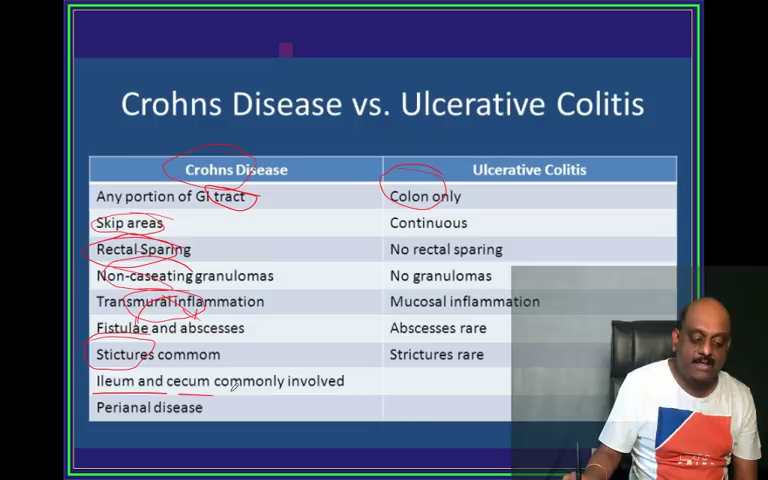 Crohns Disease vs. Ulcerative Colitis
Crohns Disease Ulcerative Colitis
Any portion of GI tract Colon only
Skip areas Continuous
Rectal Sparing No rectal sparing
Non-caseating granulomas No granulomas
Transmural inflammation Mucosal inflammation
Fistulae and abscesses Abscesses rare
Stictures commom Strictures rare
Ileum and cecum commonly involved
Perianal disease